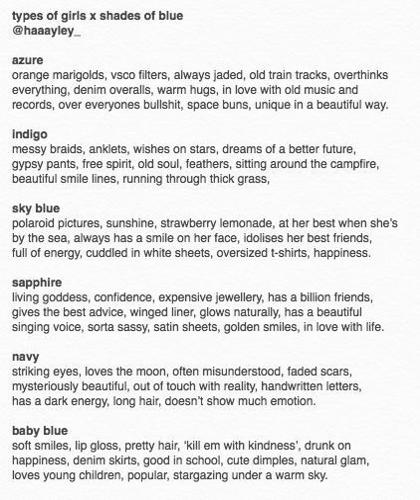 types of girls x shades of blue
@haaayley_
azure
orange marigolds, vsco filters, always jaded, old train tracks, overthinks
everything, denim overalls, warm hugs, in love with old music and
records, over everyones bullshit, space buns, unique in a beautiful way.
indigo
messy braids, anklets, wishes on stars, dreams of a better future,
gypsy pants, free spirit, old soul, feathers, sitting around the campfire,
beautiful smile lines, running through thick grass,
sky blue
polaroid pictures, sunshine, strawberry lemonade, at her best when she's
by the sea, always has a smile on her face, idolises her best friends,
full of energy, cuddled in white sheets, oversized t-shirts, happiness.
sapphire
living goddess, confidence, expensive jewellery, has a billion friends,
gives the best advice, winged liner, glows naturally, has a beautiful
singing voice, sorta sassy, satin sheets, golden smiles, in love with life.
navy
striking eyes, loves the moon, often misunderstood, faded scars,
mysteriously beautiful, out of touch with reality, handwritten letters,
has a dark energy, long hair, doesn't show much emotion.
baby blue
soft smiles, lip gloss, pretty hair, 'kill em with kindness', drunk on
happiness, denim skirts, good in school, cute dimples, natural glam,
loves young children, popular, stargazing under a warm sky.